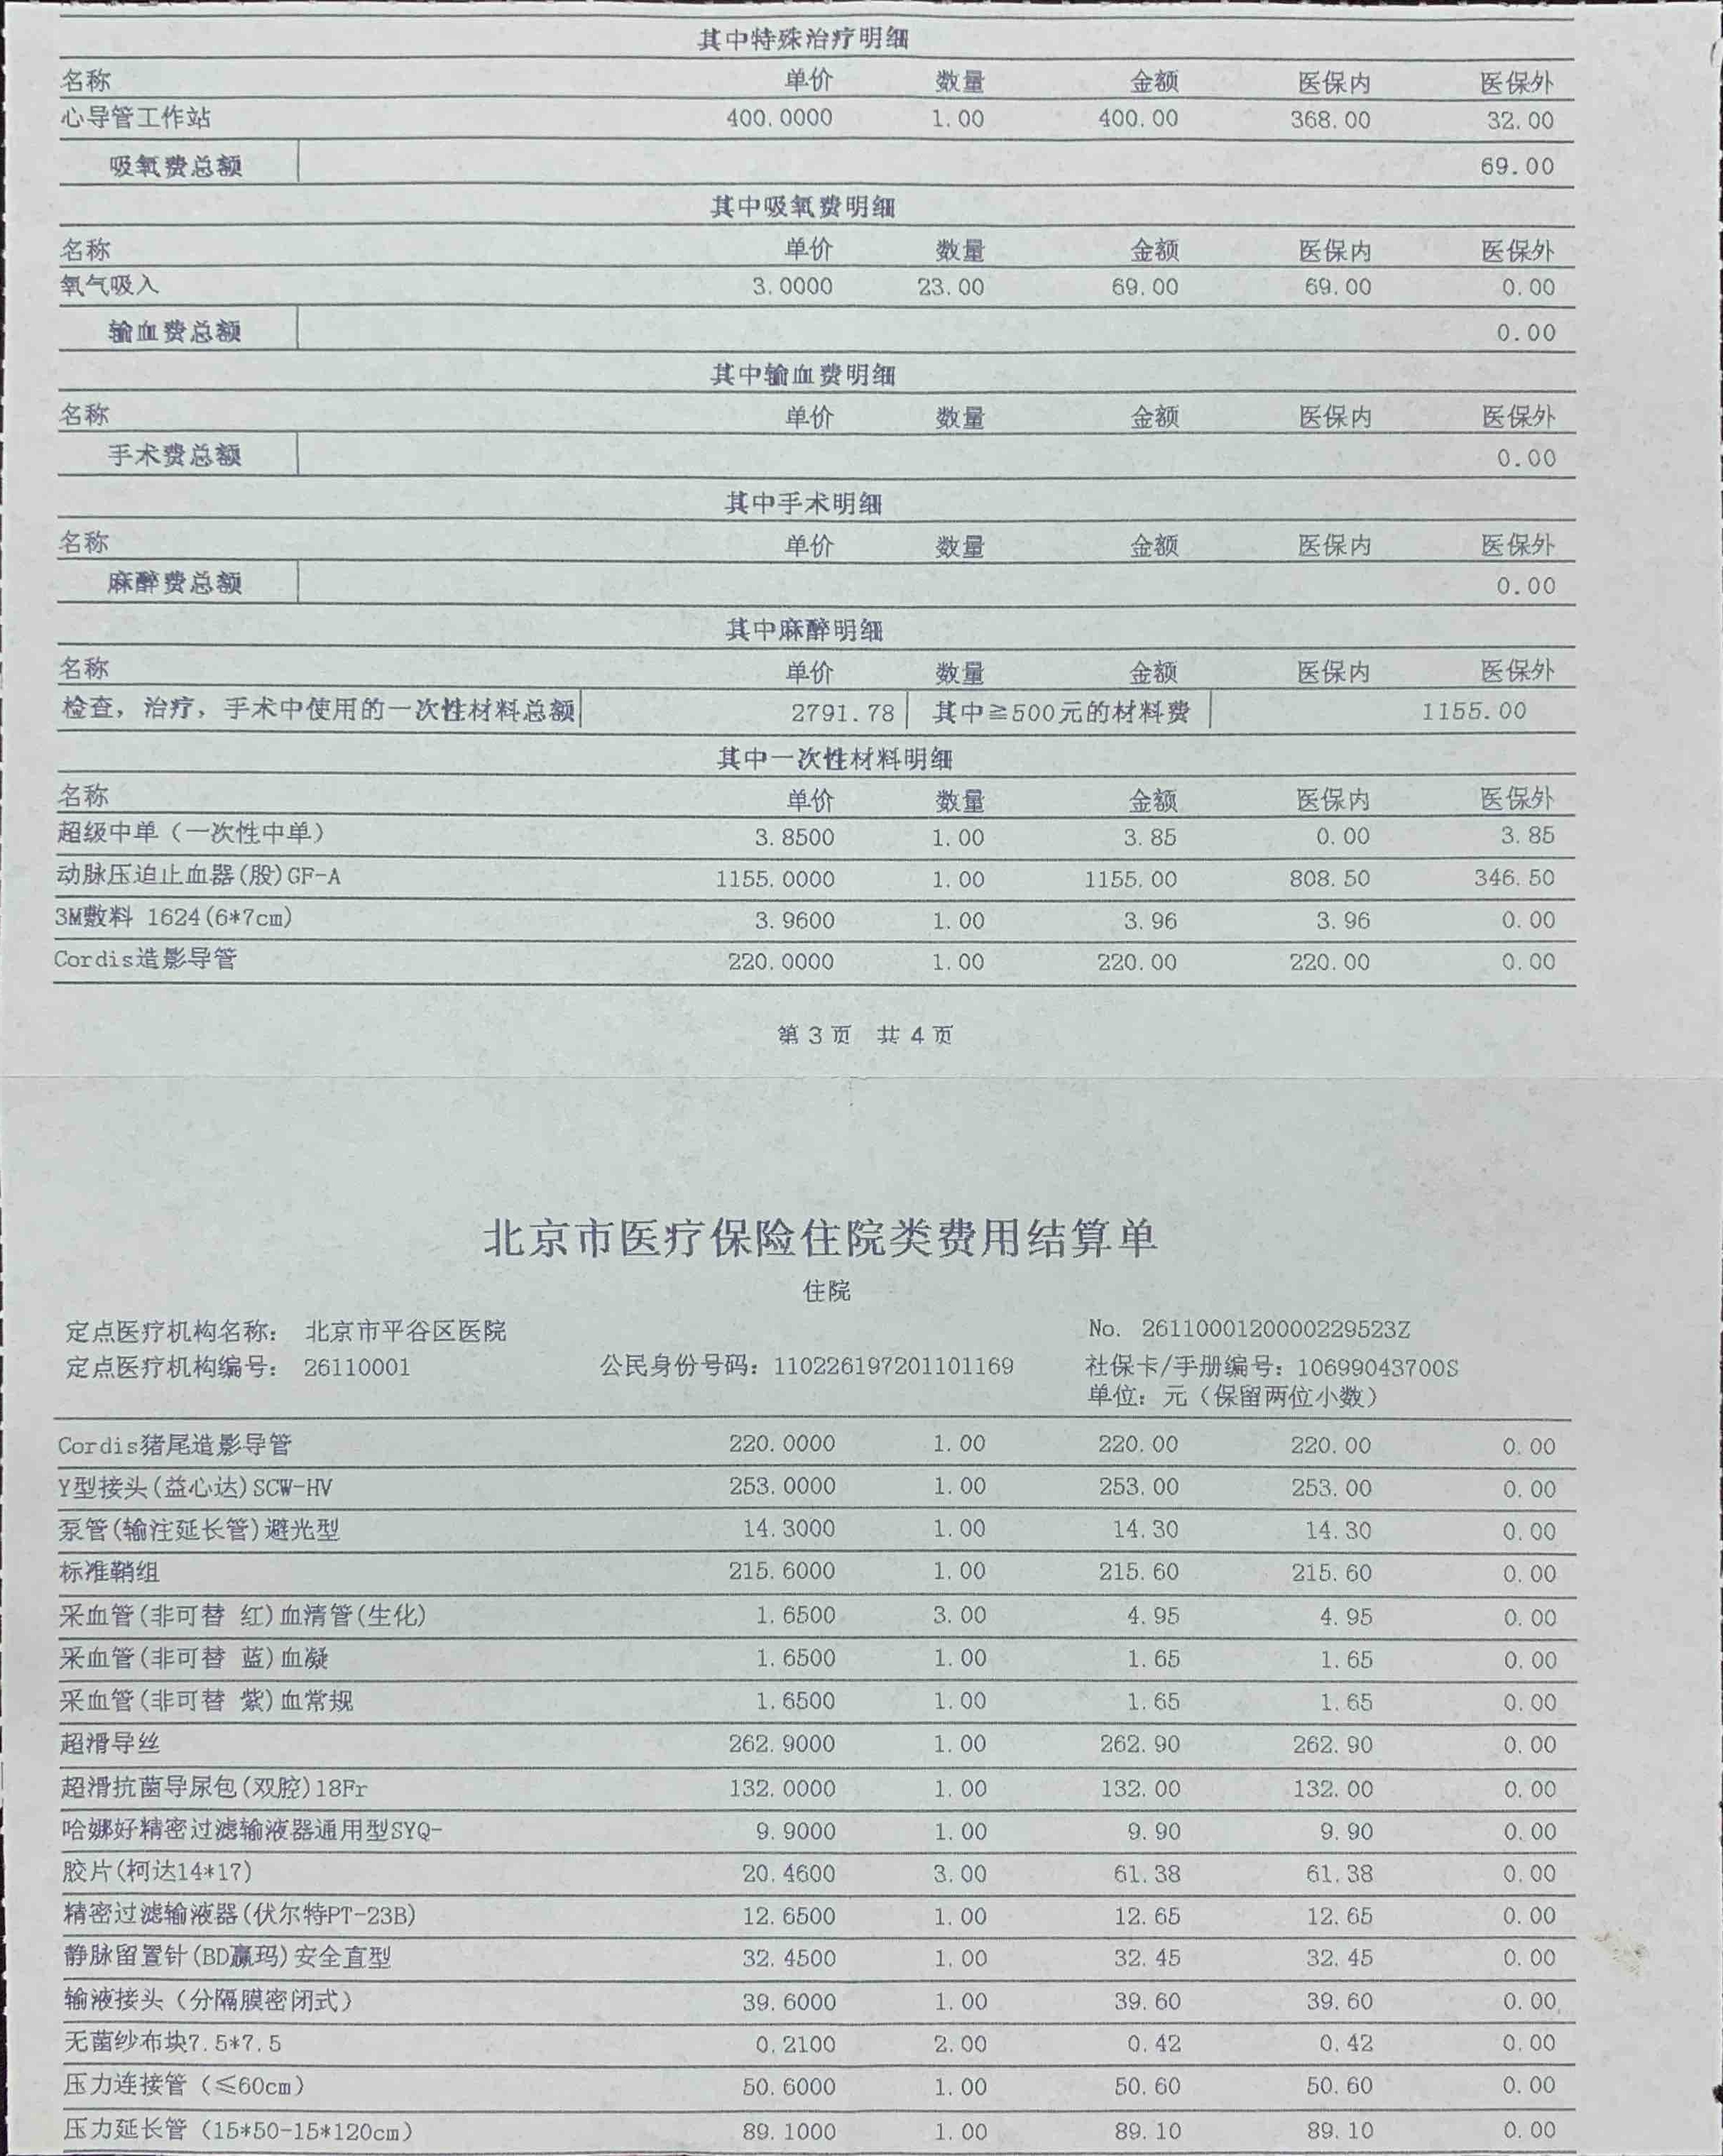 其中特殊治疗明细
名称 单价 数量 金额 医保内 医保外
心导管工作站 400.0000 1.00 400.00 368.00 32.00
吸氧费总额 69.00
其中吸氧费明细
名称 单价 数量 金额 医保内 医保外
氧气吸入 3.0000 23.00 69.00 69.00 0.00
输血费总额 0.00
其中输血费明细
名称 单价 数量 金额 医保内 医保外
手术费总额 0.00
其中手术明细
名称 单价 数量 金额 医保内 医保外
麻醉费总额 0.00
其中麻醉明细
名称 单价 数量 金额 医保内 医保外
检查，治疗，手术中使用的一次性材料总额 2791.78 其中≧500元的材料费 1155.00
其中一次性材料明细
名称 单价 数量 金额 医保内 医保外
超级中单（一次性中单） 3.8500 1.00 3.85 0.00 3.85
动脉压迫止血器(股)GF-A 1155.0000 1.00 1155.00 808.50 346.50
3M敷料 1624(6*7cm) 3.9600 1.00 3.96 3.96 0.00
Cordis造影导管 220.0000 1.00 220.00 220.00 0.00
第 3 页 共 4 页
北京市医疗保险住院类费用结算单
住院
定点医疗机构名称： 北京市平谷区医院 No. 26110001200000229523Z
定点医疗机构编号： 26110001 公民身份号码：110226197201101169 社保卡/手册编号：10699043700S
单位：元（保留两位小数）
Cordis猪尾造影导管 220.0000 1.00 220.00 220.00 0.00
Y型接头(益心达)SCW-HV 253.0000 1.00 253.00 253.00 0.00
泵管(输注延长管)避光型 14.3000 1.00 14.30 14.30 0.00
标准鞘组 215.6000 1.00 215.60 215.60 0.00
采血管(非可替 红)血清管(生化) 1.6500 3.00 4.95 4.95 0.00
采血管(非可替 蓝)血凝 1.6500 1.00 1.65 1.65 0.00
采血管(非可替 紫)血常规 1.6500 1.00 1.65 1.65 0.00
超滑导丝 262.9000 1.00 262.90 262.90 0.00
超滑抗菌导尿包(双腔)18Fr 132.0000 1.00 132.00 132.00 0.00
哈娜好精密过滤输液器通用型SYQ- 9.9000 1.00 9.90 9.90 0.00
胶片(柯达14*17) 20.4600 3.00 61.38 61.38 0.00
精密过滤输液器(伏尔特PT-23B) 12.6500 1.00 12.65 12.65 0.00
静脉留置针(BD赢玛)安全直型 32.4500 1.00 32.45 32.45 0.00
输液接头（分隔膜密闭式） 39.6000 1.00 39.60 39.60 0.00
无菌纱布块7.5*7.5 0.2100 2.00 0.42 0.42 0.00
压力连接管（≤60cm） 50.6000 1.00 50.60 50.60 0.00
压力延长管（15*50-15*120cm） 89.1000 1.00 89.10 89.10 0.00